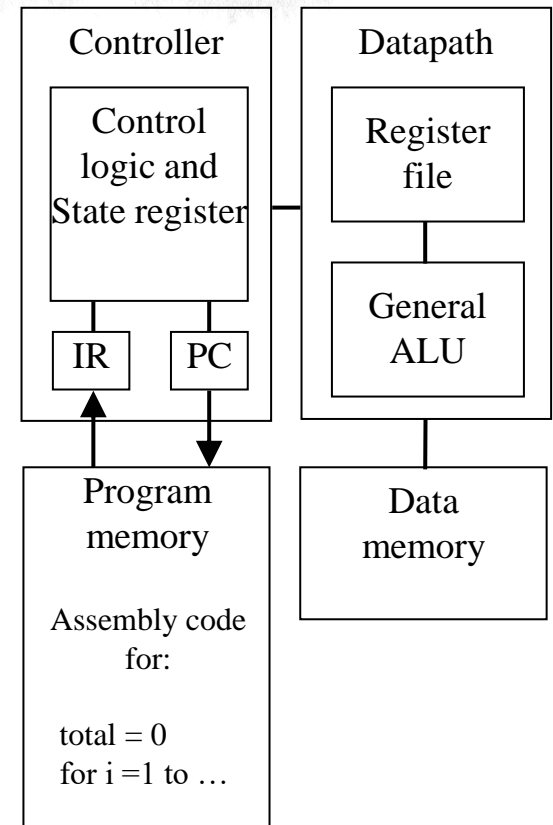 Controller
Control
logic and
State register
IR
PC
Datapath
Register
file
General
ALU
Program
memory
Assembly code
for:
total = 0
for i =1 to …
Data
memory